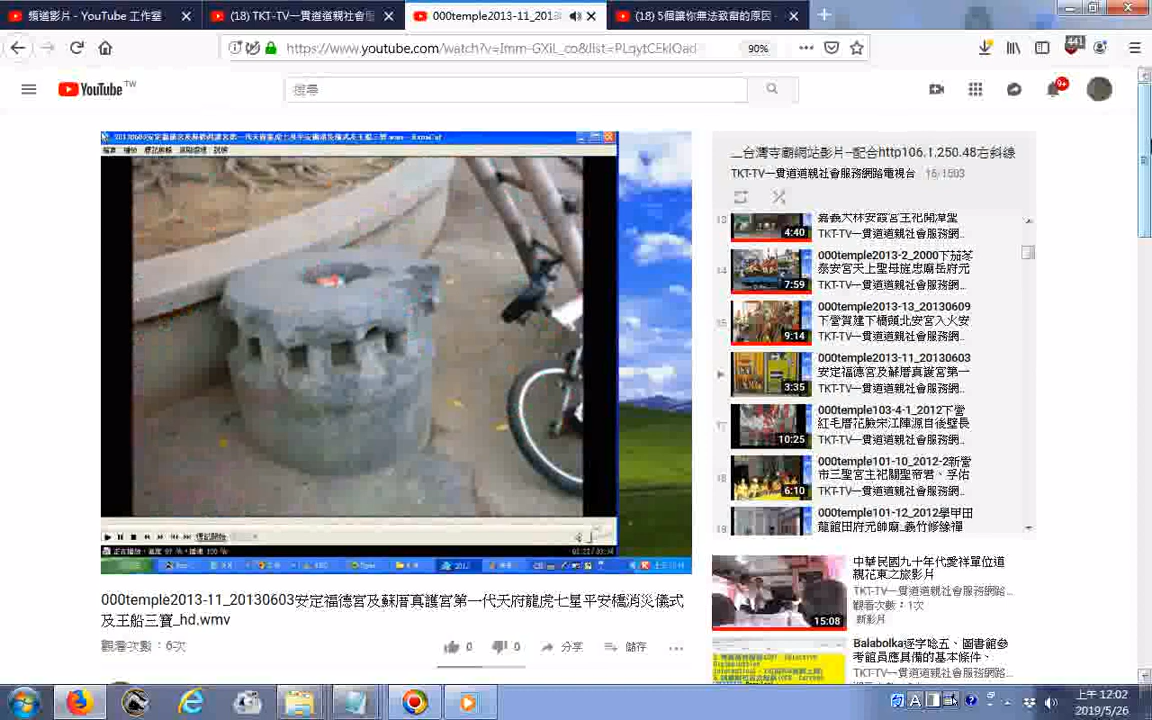 頻道影片 - YouTube 工作室
(18) TKT-TV一貫道道親社會
000temple2013-11_201
(18) 5個讓你無法致富的原因
https://www.youtube.com/watch?v=Imm-GXiL_co&list=PLqytCEkIQad
90%
441
YouTube TW
搜尋
9+
二台灣寺廟網站影片-配合http106.1.250.48右斜線
TKT-TV一貫道道親社會服務網路電視台
16/1503
13
4:40
嘉義大林安霞宮王祀開漳聖
TKT-TV一貫道道親社會服務網...
14
7:59
000temple2013-2_2000下茄苳
泰安宮天上聖母旌忠廟岳府元
TKT-TV一貫道道親社會服務網...
15
9:14
000temple2013-13_20130609
下營賀建下橋頭北安宮入火安
TKT-TV一貫道道親社會服務網...
3:35
000temple2013-11_20130603
安定福德宮及蘇厝真護宮第一
TKT-TV一貫道道親社會服務網...
17
10:25
000temple103-4-1_2012下營
紅毛厝花臉宋江陣源自後壁長
TKT-TV一貫道道親社會服務網...
18
6:10
000temple101-10_2012-2新營
市三聖宮主祀關聖帝君、孚佑
TKT-TV一貫道道親社會服務網...
19
000temple101-12_2012學甲田
龍舘田府元帥廟_義竹修緣禪
000temple2013-11_20130603安定福德宮及蘇厝真護宮第一代天府龍虎七星平安橋消災儀式
及王船三寶_hd.wmv
觀看次數：6次
0
0
分享
儲存
15:08
中華民國九十年代愛祥單位道
親花東之旅影片
TKT-TV一貫道道親社會服務網...
觀看次數：1次
新影片
Balabolka逐字唸五、圖書館參
考館員應具備的基本條件、
TKT-TV一貫道道親社會服務網...
上午 12:02
2019/5/26